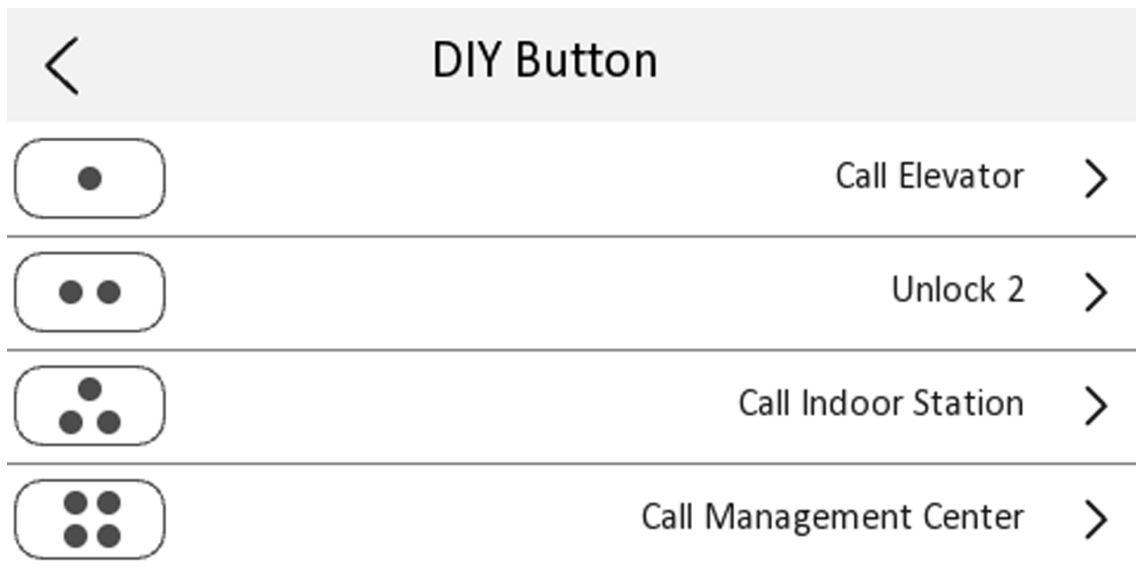 DIY Button
Call Elevator
Unlock 2
Call Indoor Station
Call Management Center